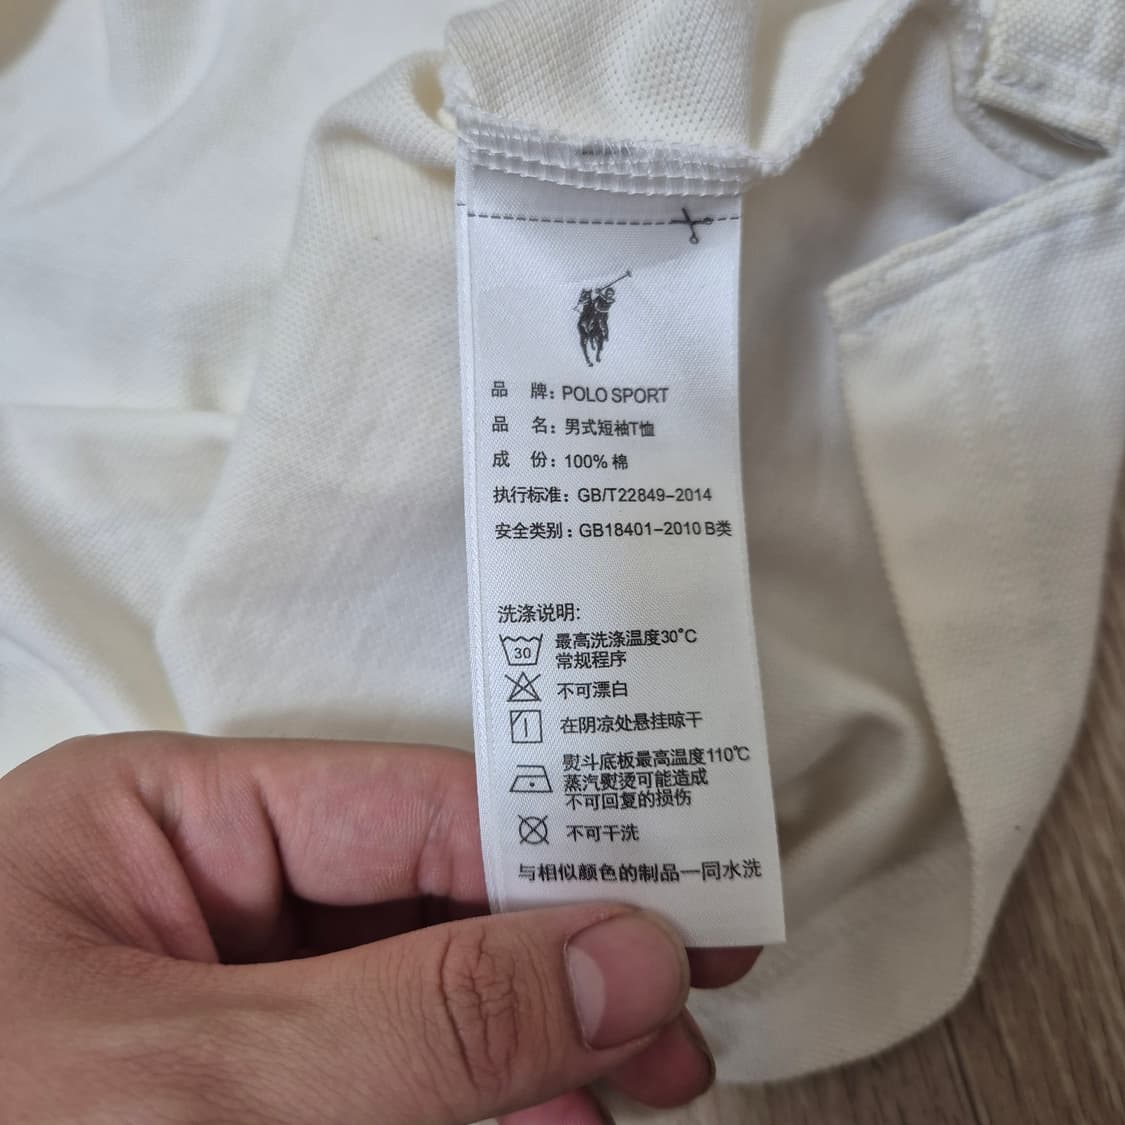 品 牌: POLO SPORT
品 名: 男式短袖T恤
成 份: 100% 棉
执行标准: GB/T22849-2014
安全类别: GB18401-2010 B类
洗涤说明:
30 最高洗涤温度30°C
常规程序
不可漂白
在阴凉处悬挂晾干
熨斗底板最高温度110℃
蒸汽熨烫可能造成
不可回复的损伤
不可干洗
与相似颜色的制品一同水洗